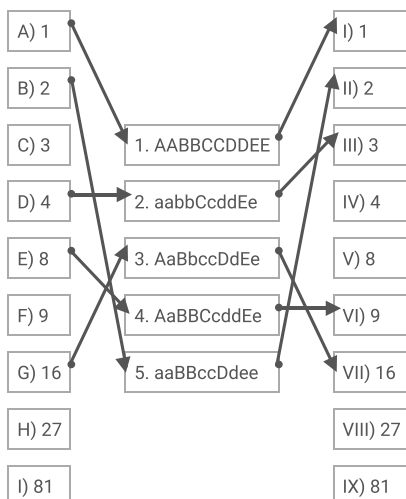 A) 1
B) 2
C) 3
D) 4
E) 8
F) 9
G) 16
H) 27
I) 81
1. AABBCCDDEE
2. aabbCcddEe
3. AaBbccDdEe
4. AaBBCcddEe
5. aaBBccDdee
I) 1
II) 2
III) 3
IV) 4
V) 8
VI) 9
VII) 16
VIII) 27
IX) 81